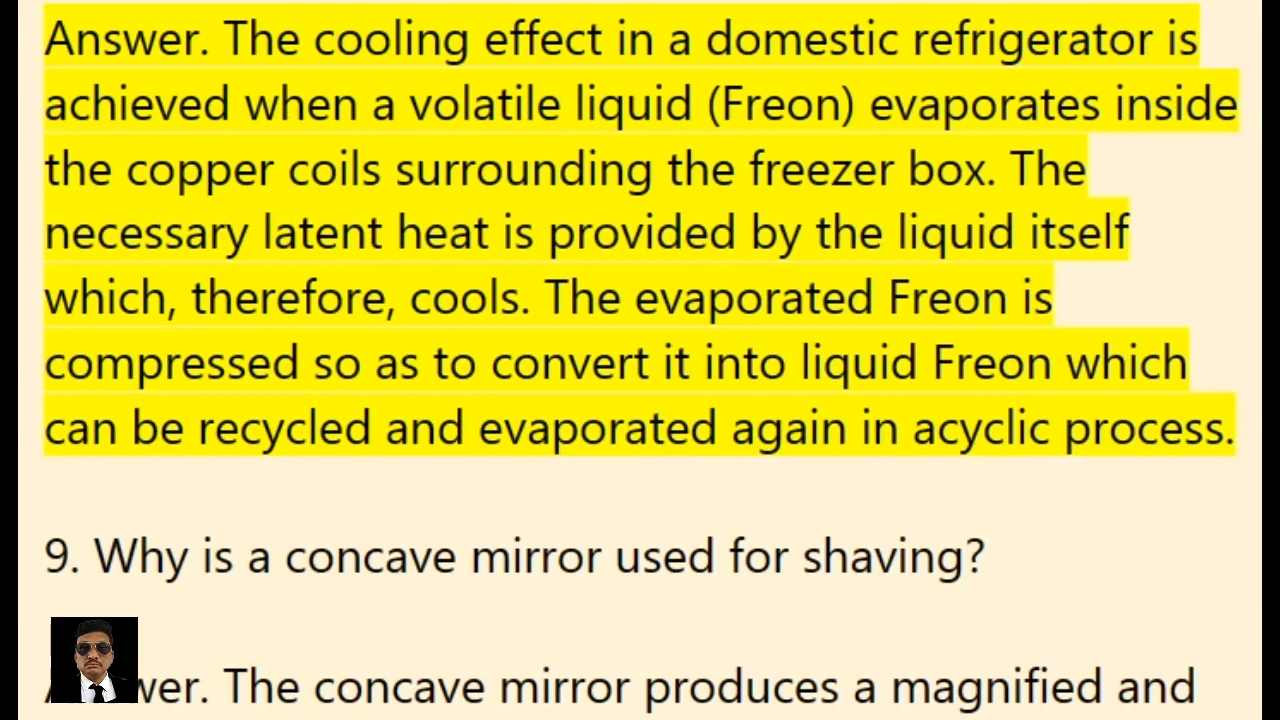 Answer. The cooling effect in a domestic refrigerator is
achieved when a volatile liquid (Freon) evaporates inside
the copper coils surrounding the freezer box. The
necessary latent heat is provided by the liquid itself
which, therefore, cools. The evaporated Freon is
compressed so as to convert it into liquid Freon which
can be recycled and evaporated again in acyclic process.
9. Why is a concave mirror used for shaving?
The concave mirror produces a magnified and